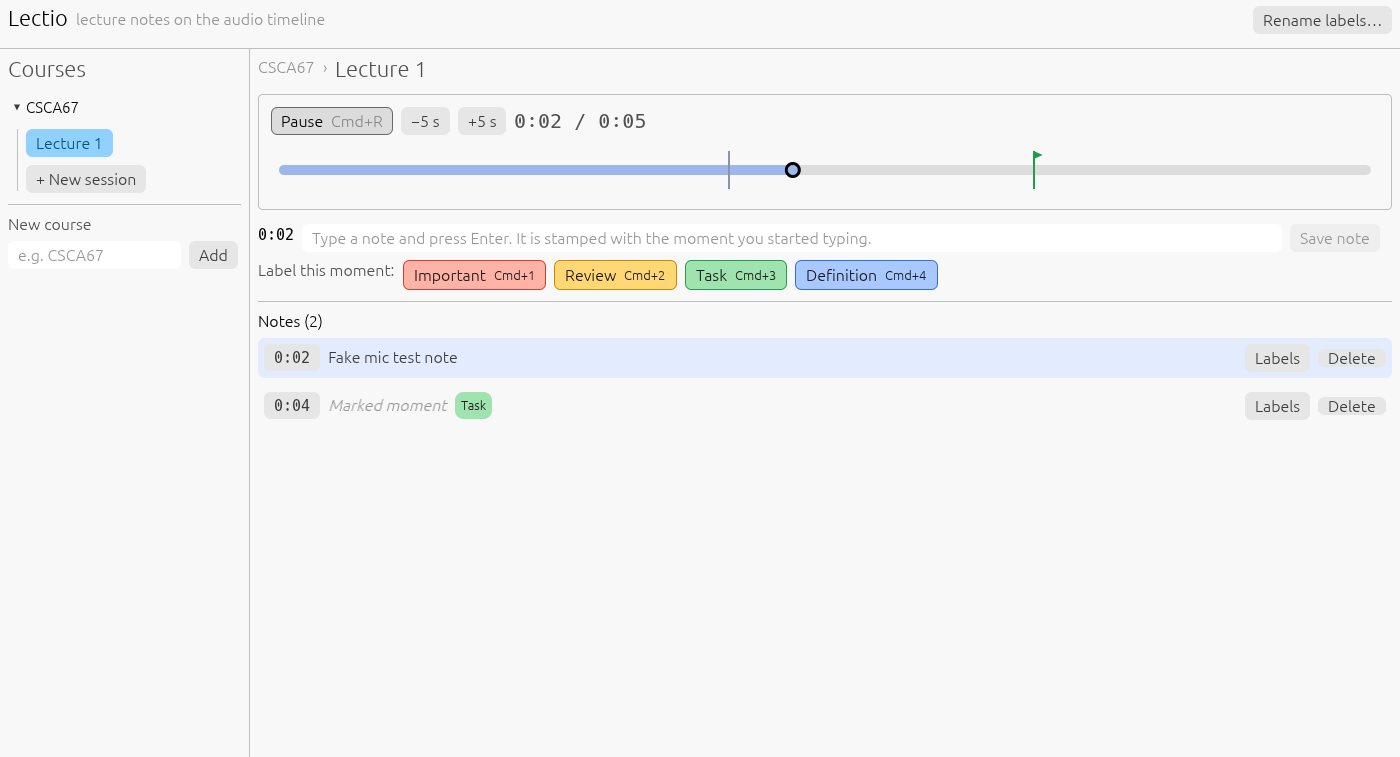 Lectio lecture notes on the audio timeline Rename labels…
Courses
▾ CSCA67
Lecture 1
+ New session
New course
e.g. CSCA67 Add
CSCA67 › Lecture 1
Pause Cmd+R −5 s +5 s 0:02 / 0:05
0:02 Type a note and press Enter. It is stamped with the moment you started typing. Save note
Label this moment: Important Cmd+1 Review Cmd+2 Task Cmd+3 Definition Cmd+4
Notes (2)
0:02 Fake mic test note Labels Delete
0:04 Marked moment Task Labels Delete